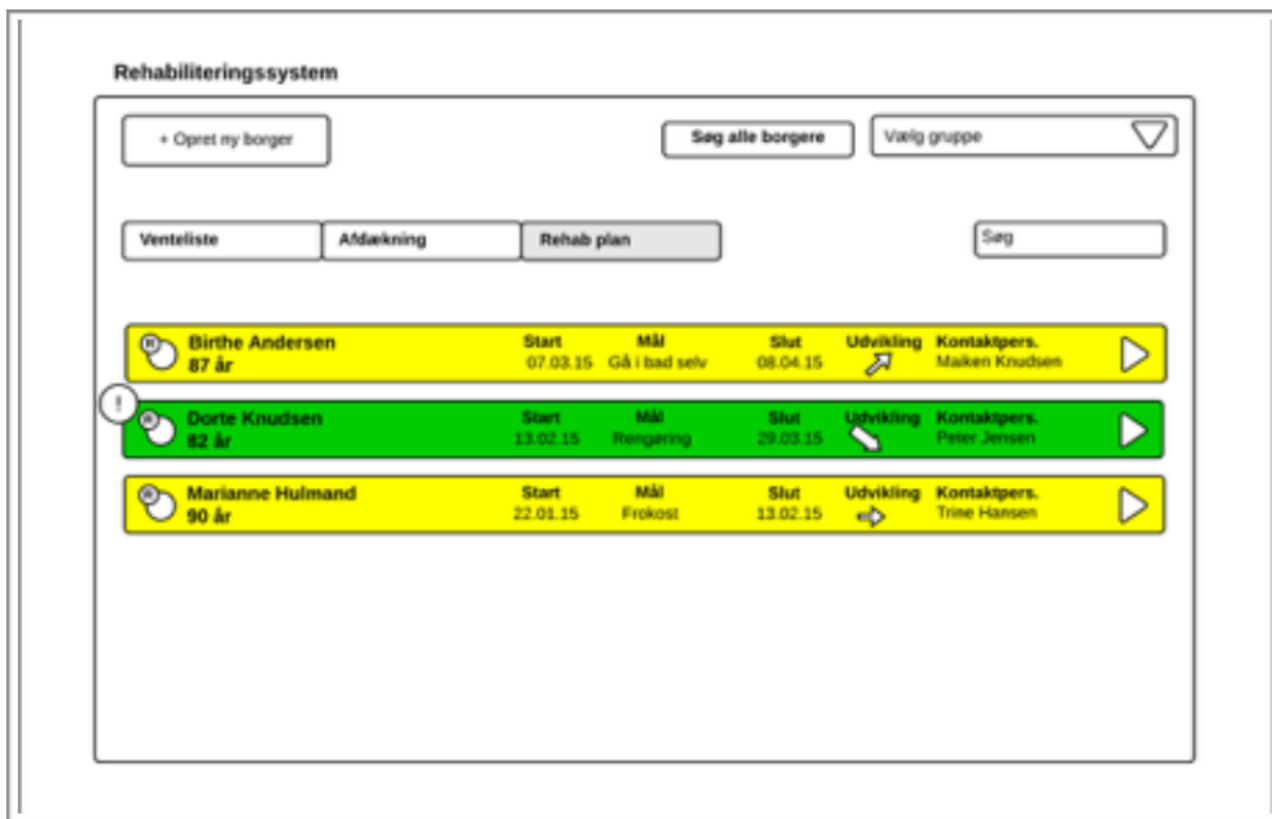 Rehabiliteringssystem
+ Opret ny borger
Søg alle borgere
Vælg gruppe
Venteliste
Afdækning
Rehab plan
Søg
R
Birthe Andersen Start Mål Slut Udvikling Kontaktpers.
87 år 07.03.15 Gå i bad selv 08.04.15 Maiken Knudsen
!
R
Dorte Knudsen Start Mål Slut Udvikling Kontaktpers.
82 år 13.02.15 Rengøring 29.03.15 Peter Jensen
R
Marianne Hulmand Start Mål Slut Udvikling Kontaktpers.
90 år 22.01.15 Frokost 13.02.15 Trine Hansen